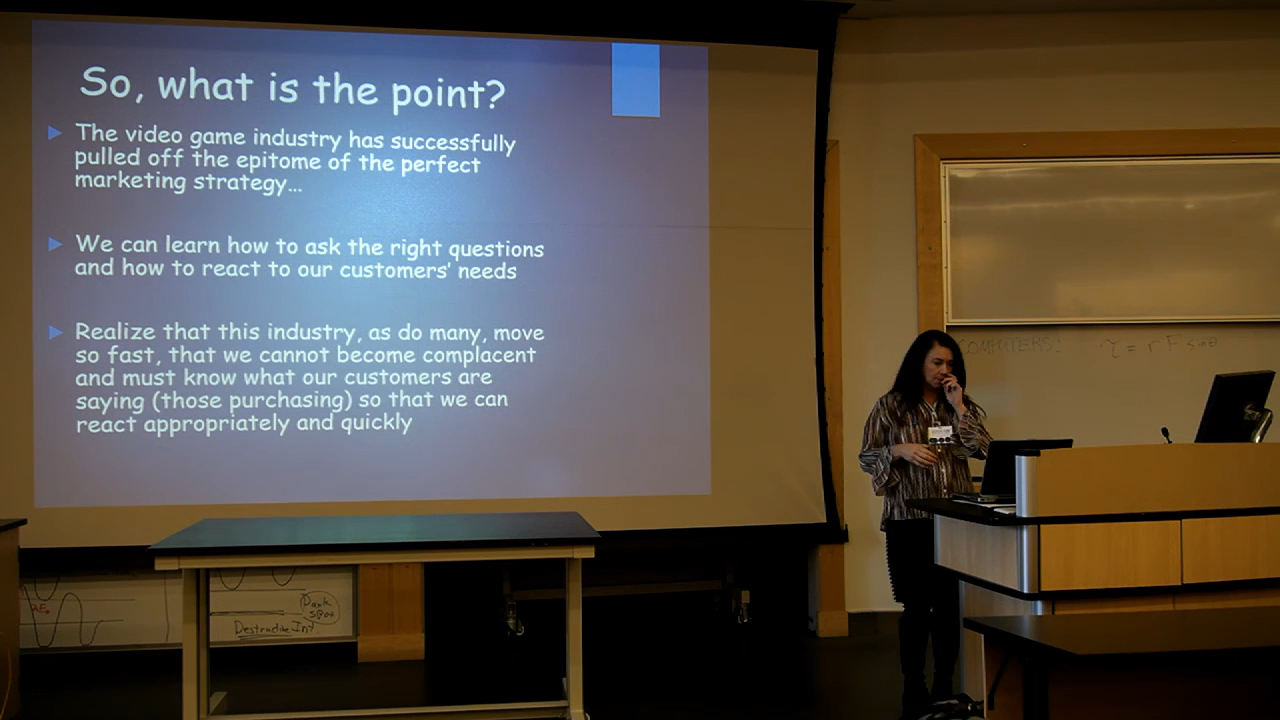 So, what is the point?
The video game industry has successfully
pulled off the epitome of the perfect
marketing strategy...
We can learn how to ask the right questions
and how to react to our customers' needs
Realize that this industry, as do many, move
so fast, that we cannot become complacent
and must know what our customers are
saying (those purchasing) so that we can
react appropriately and quickly
COMPUTERS!
τ = r F sinθ
Dark
spot
Destructive Int